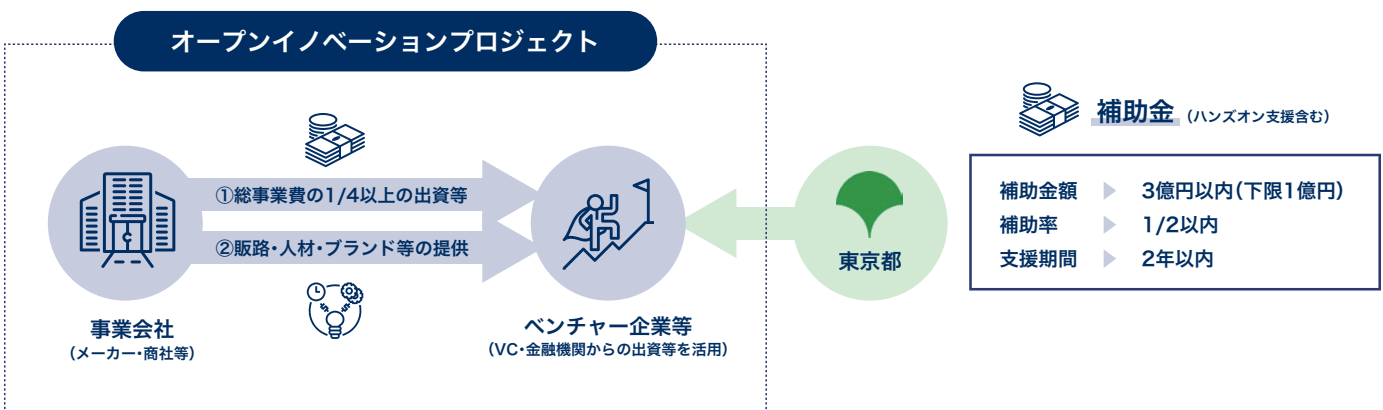 オープンイノベーションプロジェクト
①総事業費の1/4以上の出資等
②販路・人材・ブランド等の提供
事業会社
(メーカー・商社等)
ベンチャー企業等
(VC・金融機関からの出資等を活用)
東京都
補助金 (ハンズオン支援含む)
補助金額 ▶ 3億円以内(下限1億円)
補助率 ▶ 1/2以内
支援期間 ▶ 2年以内